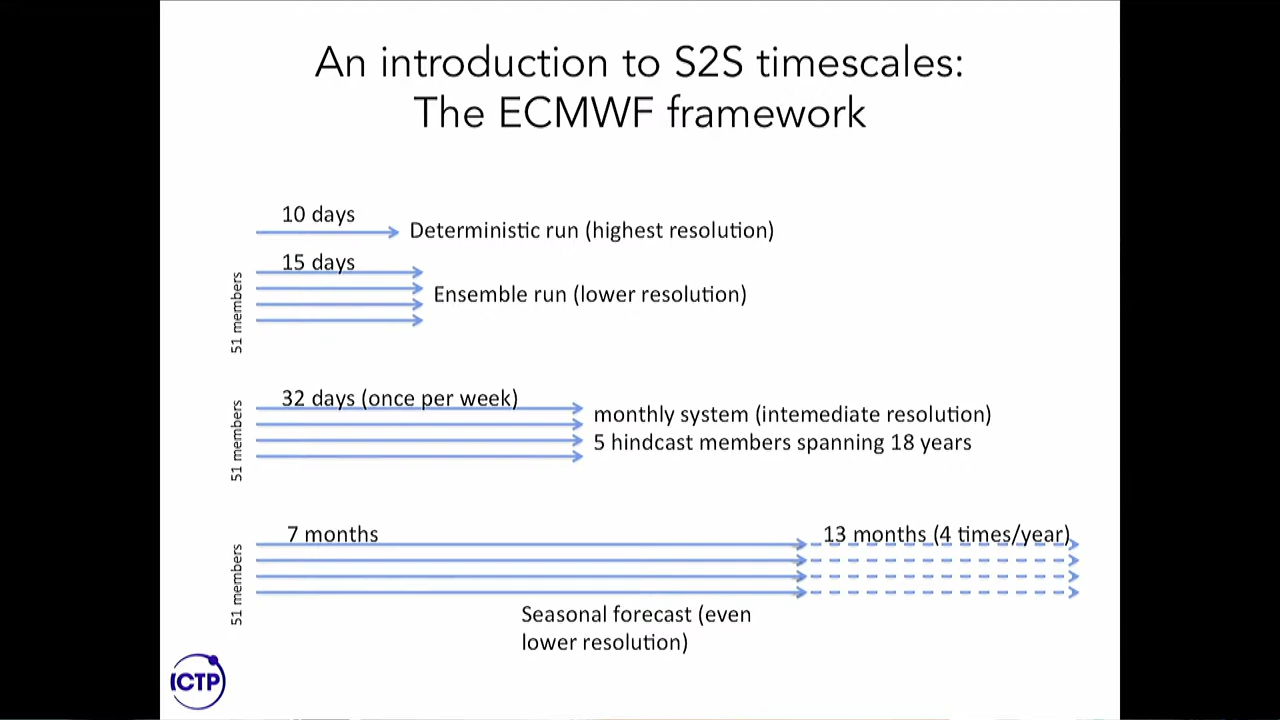 An introduction to S2S timescales:
The ECMWF framework
10 days
Deterministic run (highest resolution)
15 days
51 members
Ensemble run (lower resolution)
32 days (once per week)
51 members
monthly system (intemediate resolution)
5 hindcast members spanning 18 years
7 months
13 months (4 times/year)
51 members
Seasonal forecast (even
lower resolution)
ICTP